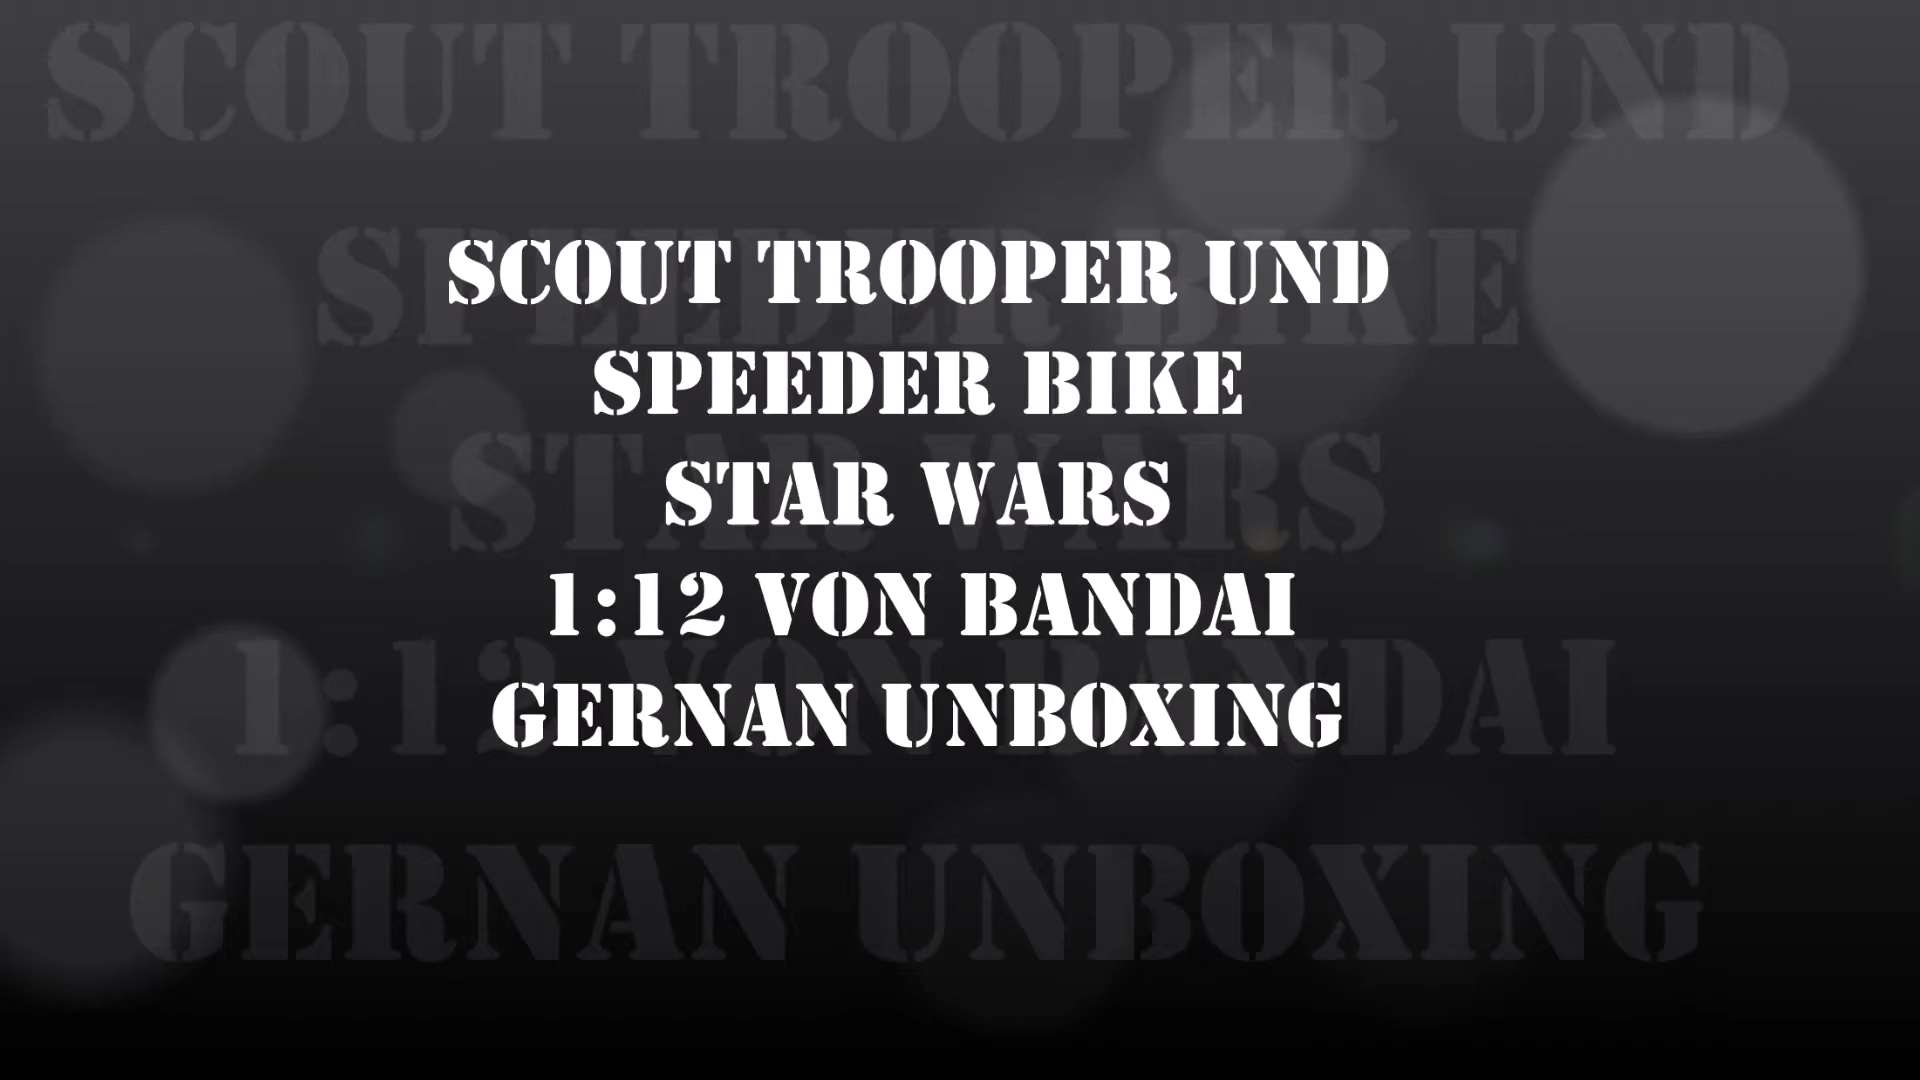 SCOUT TROOPER UND
SPEEDER BIKE
STAR WARS
1:12 VON BANDAI
GERNAN UNBOXING